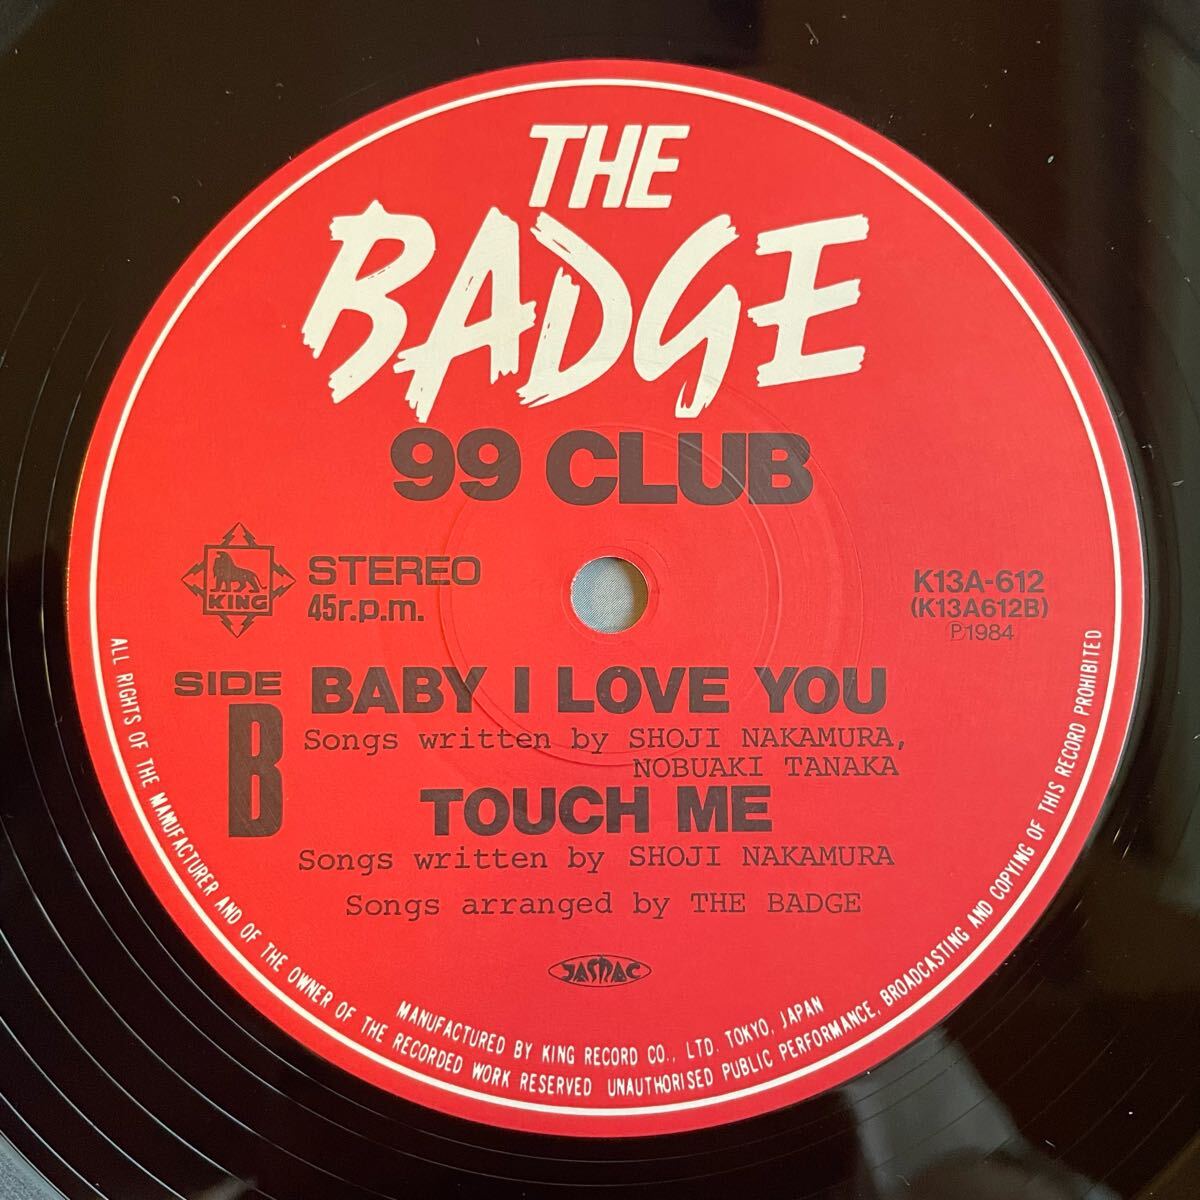 THE
BADGE
99 CLUB
KING
STEREO
45r.p.m.
K13A-612
(K13A612B)
℗1984
SIDE
B
BABY I LOVE YOU
Songs written by SHOJI NAKAMURA,
NOBUAKI TANAKA
TOUCH ME
Songs written by SHOJI NAKAMURA
Songs arranged by THE BADGE
JASRAC
MANUFACTURED BY KING RECORD CO., LTD. TOKYO, JAPAN
ALL RIGHTS OF THE MANUFACTURER AND OF THE OWNER OF THE RECORDED WORK RESERVED UNAUTHORISED PUBLIC PERFORMANCE, BROADCASTING AND COPYING OF THIS RECORD PROHIBITED